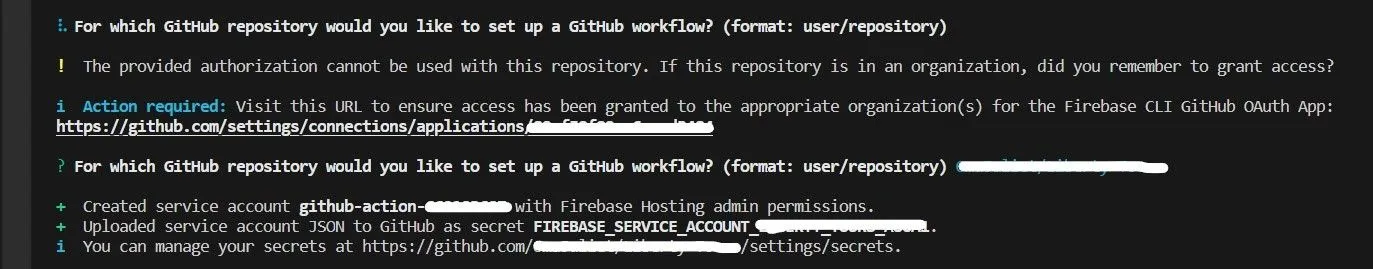 For which GitHub repository would you like to set up a GitHub workflow? (format: user/repository)
! The provided authorization cannot be used with this repository. If this repository is in an organization, did you remember to grant access?
i Action required: Visit this URL to ensure access has been granted to the appropriate organization(s) for the Firebase CLI GitHub OAuth App:
https://github.com/settings/connections/applications/
? For which GitHub repository would you like to set up a GitHub workflow? (format: user/repository)
+ Created service account github-action- with Firebase Hosting admin permissions.
+ Uploaded service account JSON to GitHub as secret FIREBASE_SERVICE_ACCOUNT_.
i You can manage your secrets at https://github.com/ /settings/secrets.